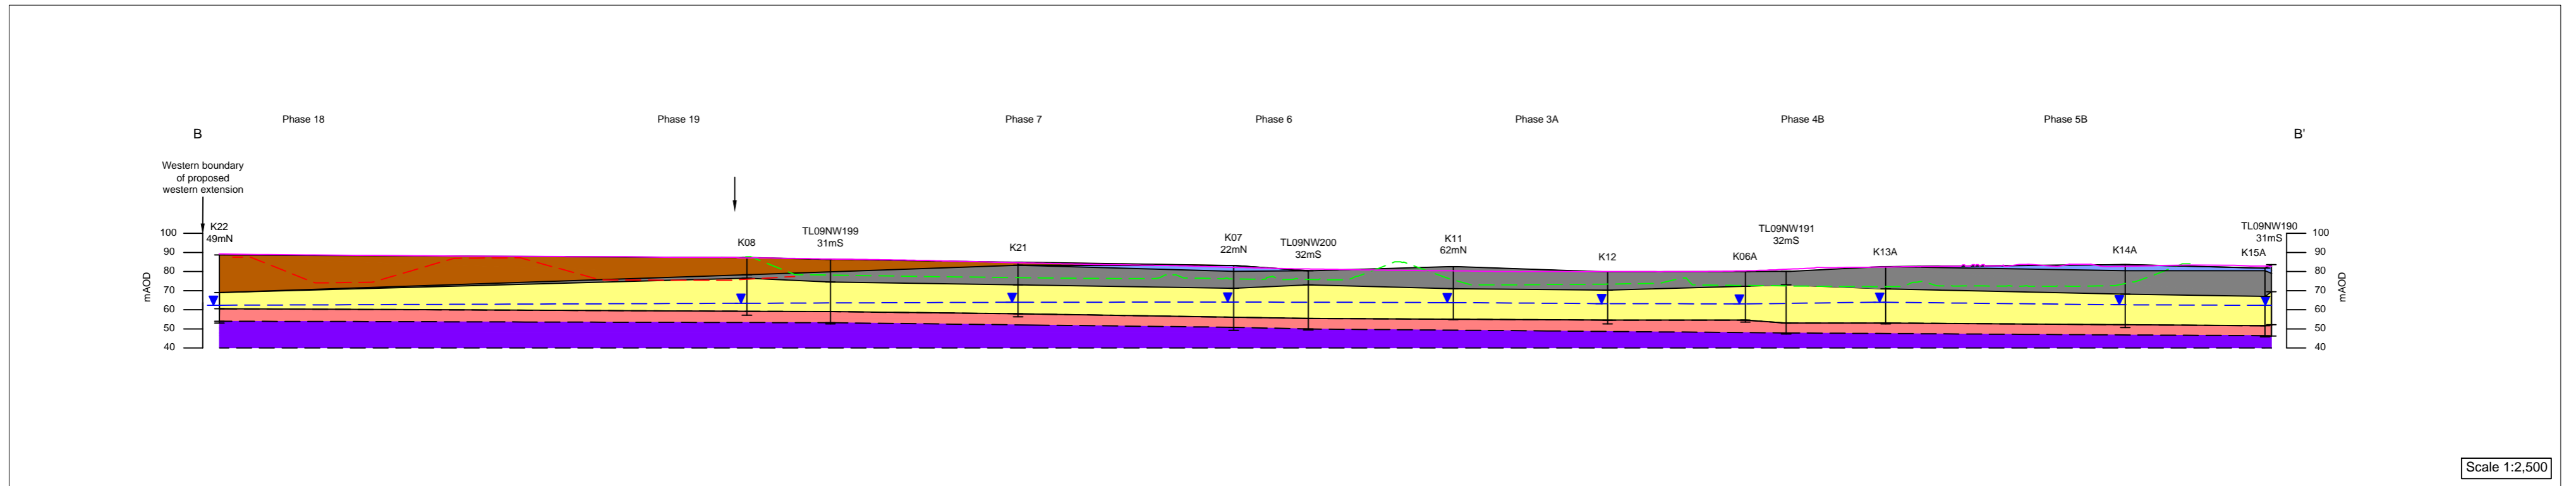 Phase 18
Phase 19
Phase 7
Phase 6
Phase 3A
Phase 4B
Phase 5B
B
B'
Western boundary
of proposed
western extension
K22
49mN
K08
TL09NW199
31mS
K21
K07
22mN
TL09NW200
32mS
K11
62mN
K12
K06A
TL09NW191
32mS
K13A
K14A
TL09NW190
31mS
K15A
100
90
80
70
60
50
40
mAOD
100
90
80
70
60
50
40
mAOD
Scale 1:2,500